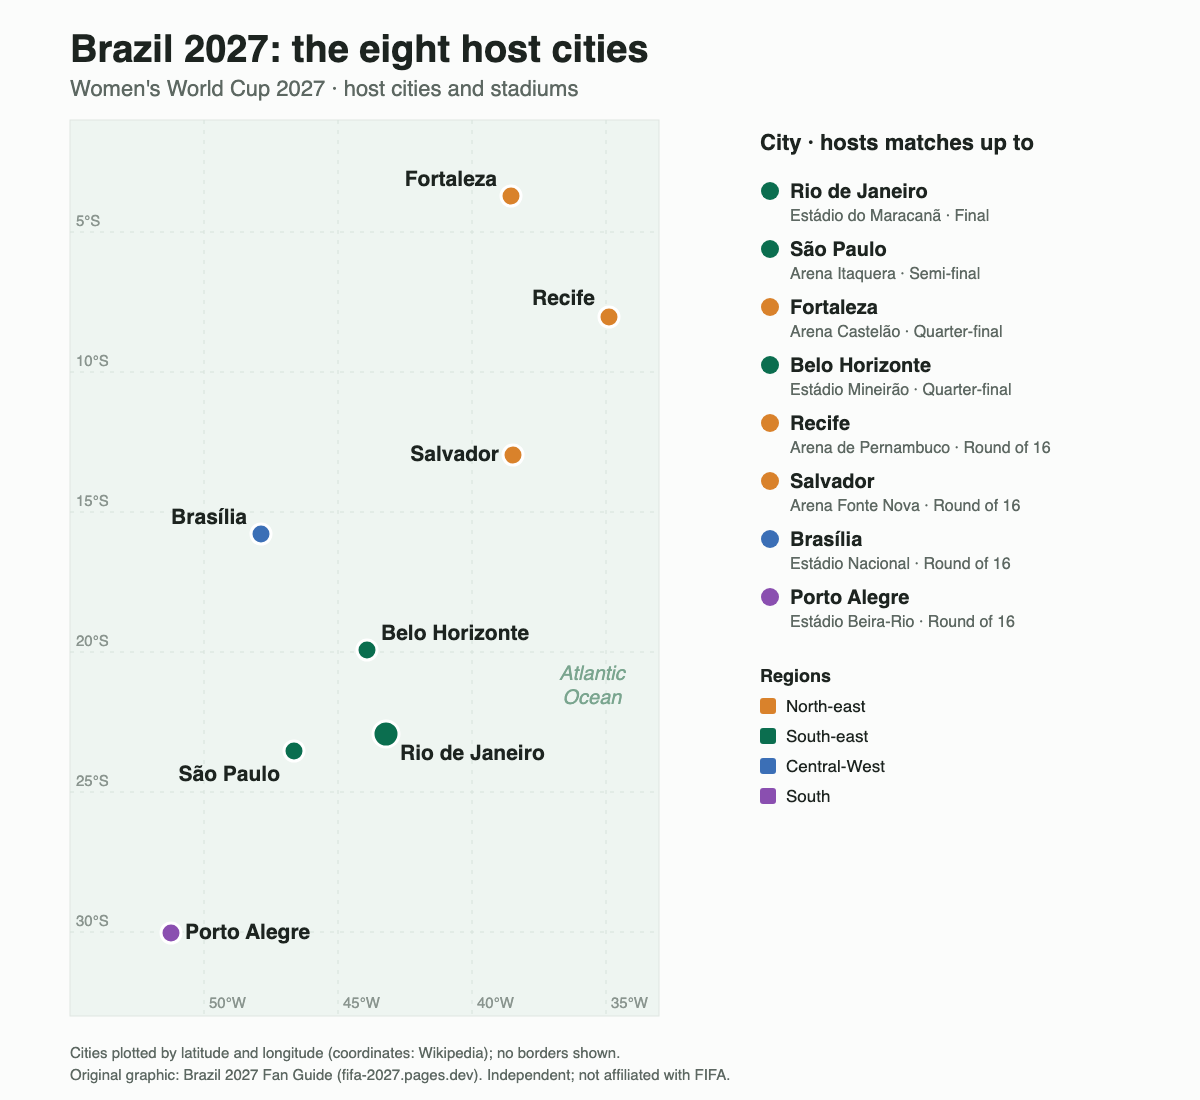 Brazil 2027: the eight host cities
Women's World Cup 2027 · host cities and stadiums
Fortaleza
5°S
Recife
10°S
Salvador
15°S
Brasília
20°S
Belo Horizonte
Atlantic
Ocean
Rio de Janeiro
São Paulo
25°S
30°S
Porto Alegre
50°W
45°W
40°W
35°W
City · hosts matches up to
Rio de Janeiro
Estádio do Maracanã · Final
São Paulo
Arena Itaquera · Semi-final
Fortaleza
Arena Castelão · Quarter-final
Belo Horizonte
Estádio Mineirão · Quarter-final
Recife
Arena de Pernambuco · Round of 16
Salvador
Arena Fonte Nova · Round of 16
Brasília
Estádio Nacional · Round of 16
Porto Alegre
Estádio Beira-Rio · Round of 16
Regions
North-east
South-east
Central-West
South
Cities plotted by latitude and longitude (coordinates: Wikipedia); no borders shown.
Original graphic: Brazil 2027 Fan Guide (fifa-2027.pages.dev). Independent; not affiliated with FIFA.